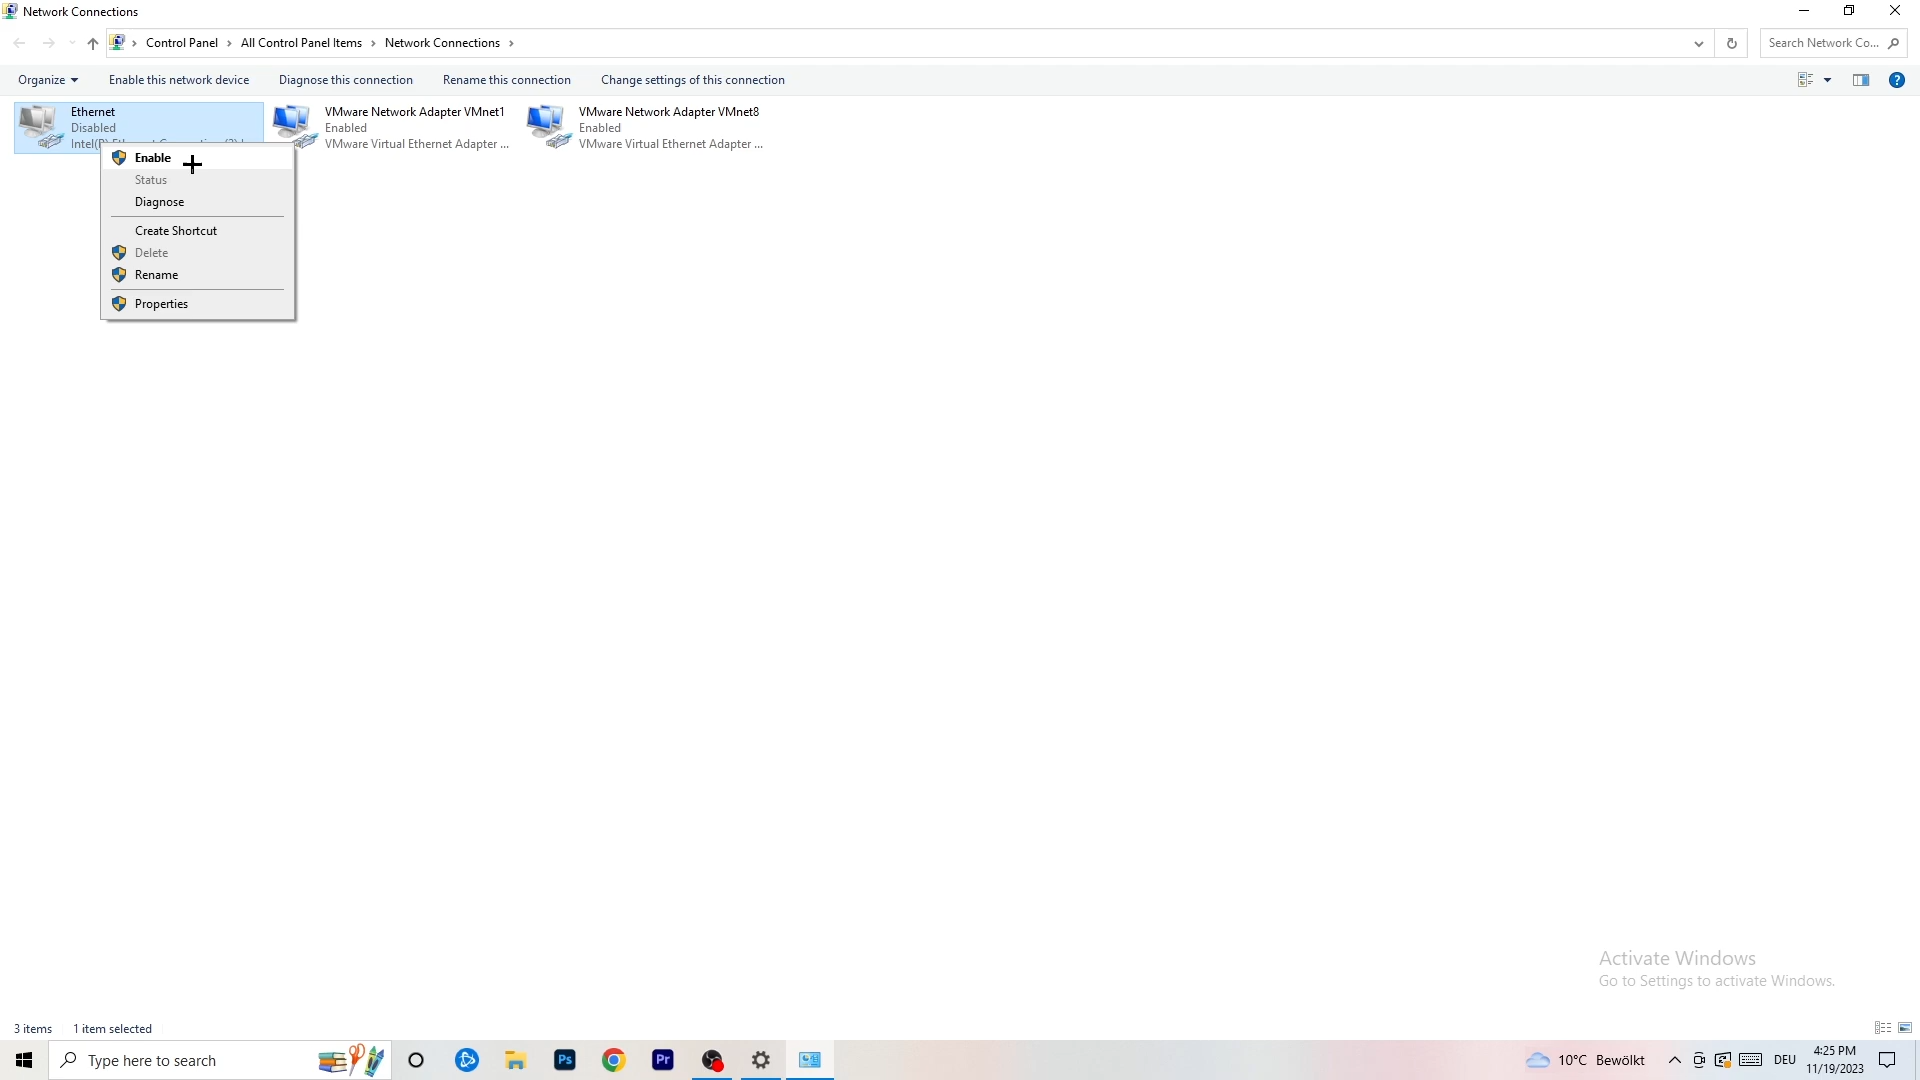 Network Connections
Control Panel
All Control Panel Items
Network Connections
Search Network Co...
Organize
Enable this network device
Diagnose this connection
Rename this connection
Change settings of this connection
Ethernet
Disabled
VMware Network Adapter VMnet1
Enabled
VMware Virtual Ethernet Adapter ...
VMware Network Adapter VMnet8
Enabled
VMware Virtual Ethernet Adapter ...
Enable
Status
Diagnose
Create Shortcut
Delete
Rename
Properties
Activate Windows
Go to Settings to activate Windows.
3 items
1 item selected
Type here to search
Ps
Pr
10°C Bewölkt
DEU
4:25 PM
11/19/2023